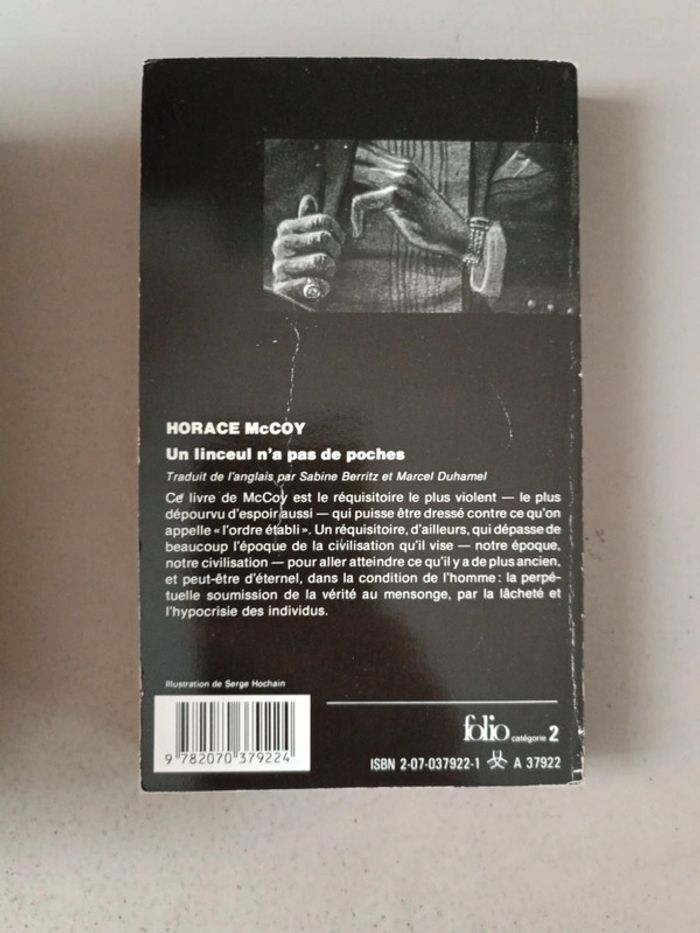 HORACE McCOY
Un linceul n'a pas de poches
Traduit de l'anglais par Sabine Berritz et Marcel Duhamel
Ce livre de McCoy est le réquisitoire le plus violent — le plus
dépourvu d'espoir aussi — qui puisse être dressé contre ce qu'on
appelle « l'ordre établi ». Un réquisitoire, d'ailleurs, qui dépasse de
beaucoup l'époque de la civilisation qu'il vise — notre époque,
notre civilisation — pour aller atteindre ce qu'il y a de plus ancien,
et peut-être d'éternel, dans la condition de l'homme : la perpé-
tuelle soumission de la vérité au mensonge, par la lâcheté et
l'hypocrisie des individus.
Illustration de Serge Hochain
folio catégorie 2
9 782070 379224
ISBN 2-07-037922-1 A 37922